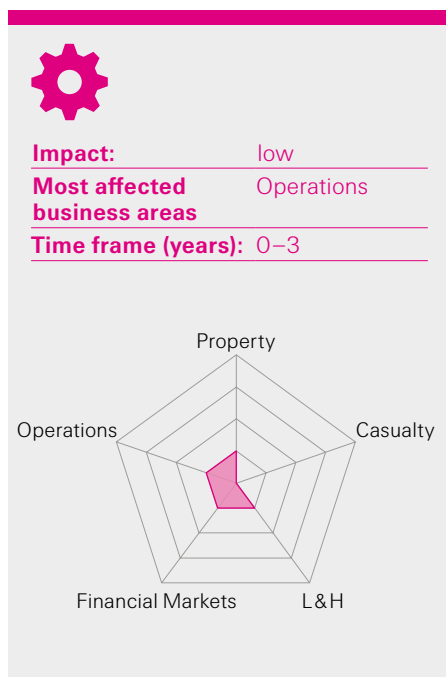 Impact: low
Most affected Operations
business areas
Time frame (years): 0–3
Property
Operations Casualty
Financial Markets L&H